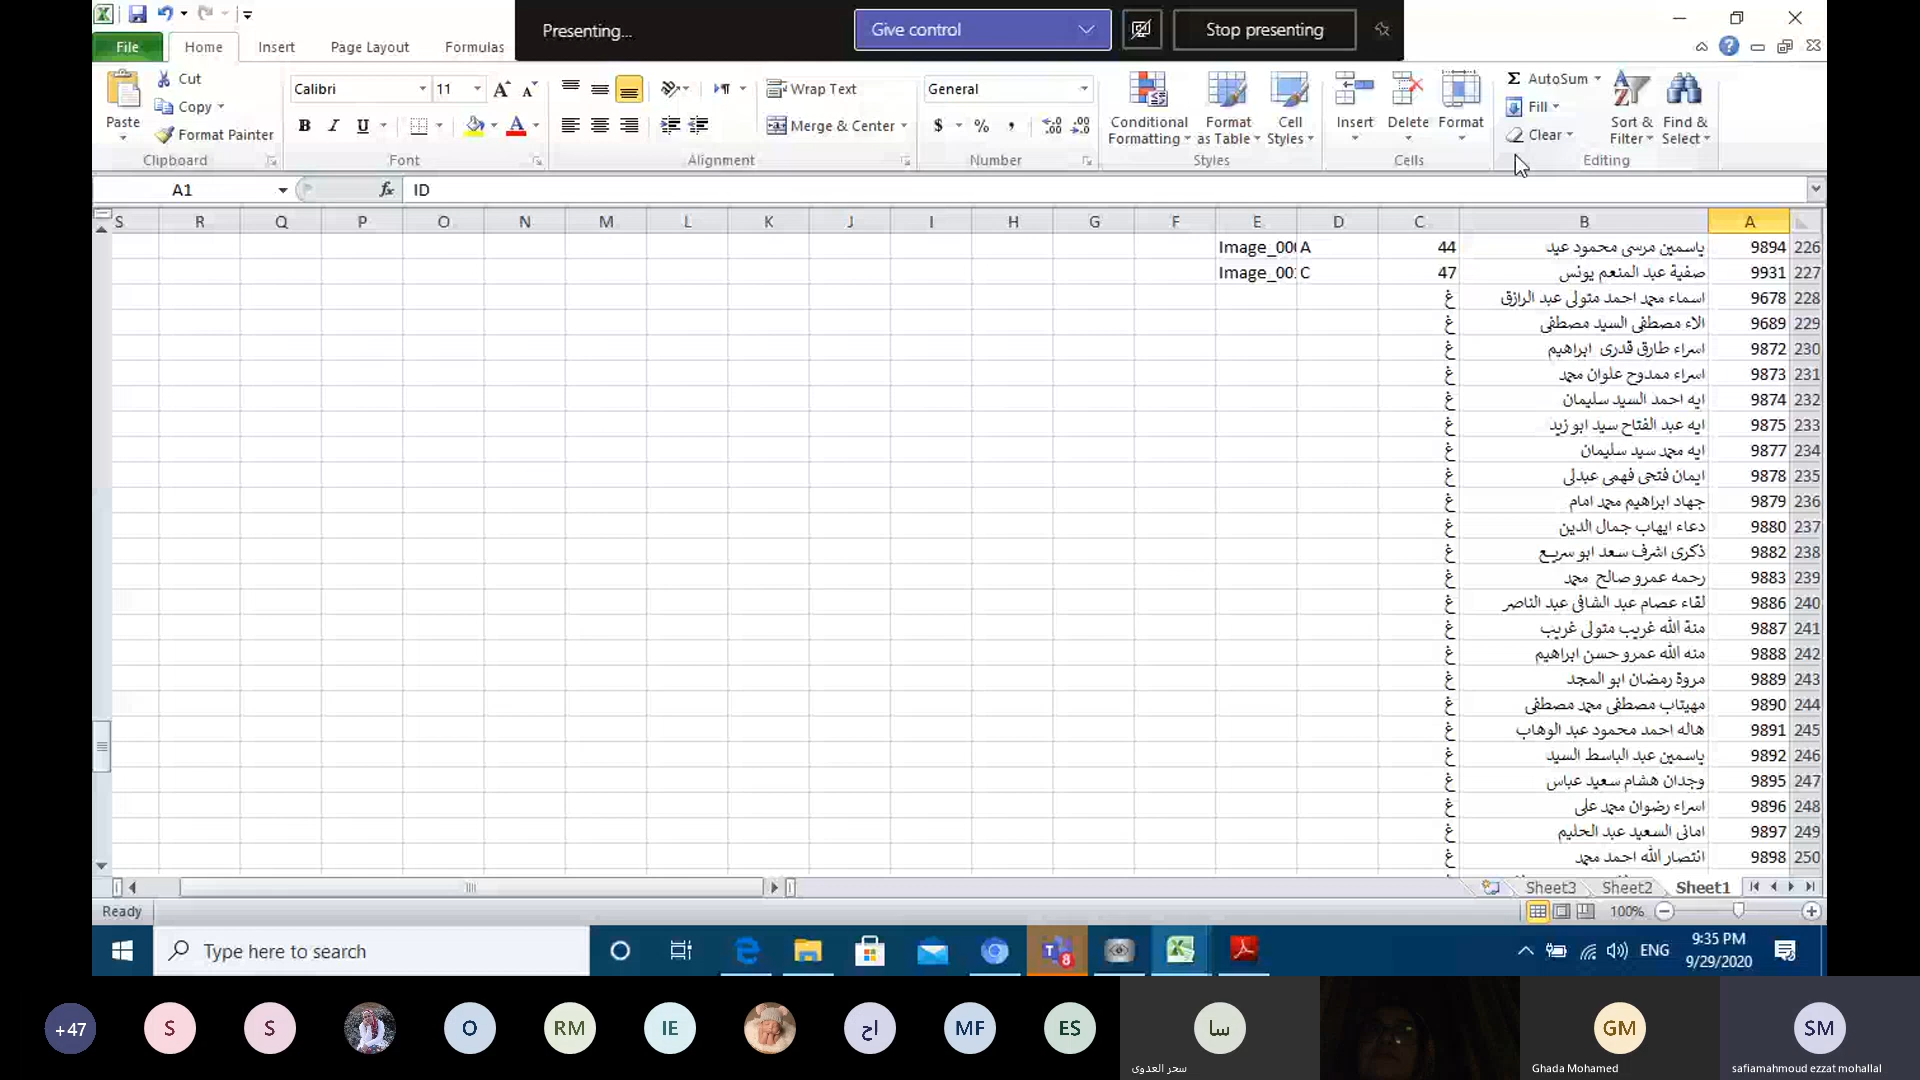 Presenting...
Give control
Stop presenting
File Home Insert Page Layout Formulas
Paste
Cut
Copy
Format Painter
Clipboard
Calibri 11
B I U
Font
Wrap Text
Merge & Center
Alignment
General
$ % ,
Number
Conditional Formatting
Format as Table
Cell Styles
Styles
Insert Delete Format
Cells
AutoSum
Fill
Clear
Sort & Filter
Find & Select
Editing
A1 fx ID
S R Q P O N M L K J I H G F E D C B A
226 9894 ياسمين مرسى محمود عيد 44 A Image_00
227 9931 صفية عبد المنعم يونس 47 C Image_00
228 9678 اسماء محمد احمد متولى عبد الرازق غ
229 9689 الاء مصطفى السيد مصطفى غ
230 9872 اسراء طارق قدرى ابراهيم غ
231 9873 اسراء ممدوح علوان محمد غ
232 9874 ايه احمد السيد سليمان غ
233 9875 ايه عبد الفتاح سيد ابو زيد غ
234 9877 ايه محمد سيد سليمان غ
235 9878 ايمان فتحى فهمى عبدلى غ
236 9879 جهاد ابراهيم محمد امام غ
237 9880 دعاء ايهاب جمال الدين غ
238 9882 ذكرى اشرف سعد ابو سريع غ
239 9883 رحمه عمرو صالح محمد غ
240 9886 لقاء عصام عبد الشافى عبد الناصر غ
241 9887 منة الله غريب متولى غريب غ
242 9888 منه الله عمرو حسن ابراهيم غ
243 9889 مروة رمضان ابو المجد غ
244 9890 مهيتاب مصطفى محمد مصطفى غ
245 9891 هاله احمد محمود عبد الوهاب غ
246 9892 ياسمين عبد الباسط السيد غ
247 9895 وجدان هشام سعيد عباس غ
248 9896 اسراء رضوان محمد على غ
249 9897 امانى السعيد عبد الحليم غ
250 9898 انتصار الله احمد محمد غ
Sheet3 Sheet2 Sheet1
Ready 100%
Type here to search
8
ENG
9:35 PM
9/29/2020
+47 S S O RM IE اح MF ES سا GM SM
سحر العدوى
Ghada Mohamed
safiamahmoud ezzat mohallal